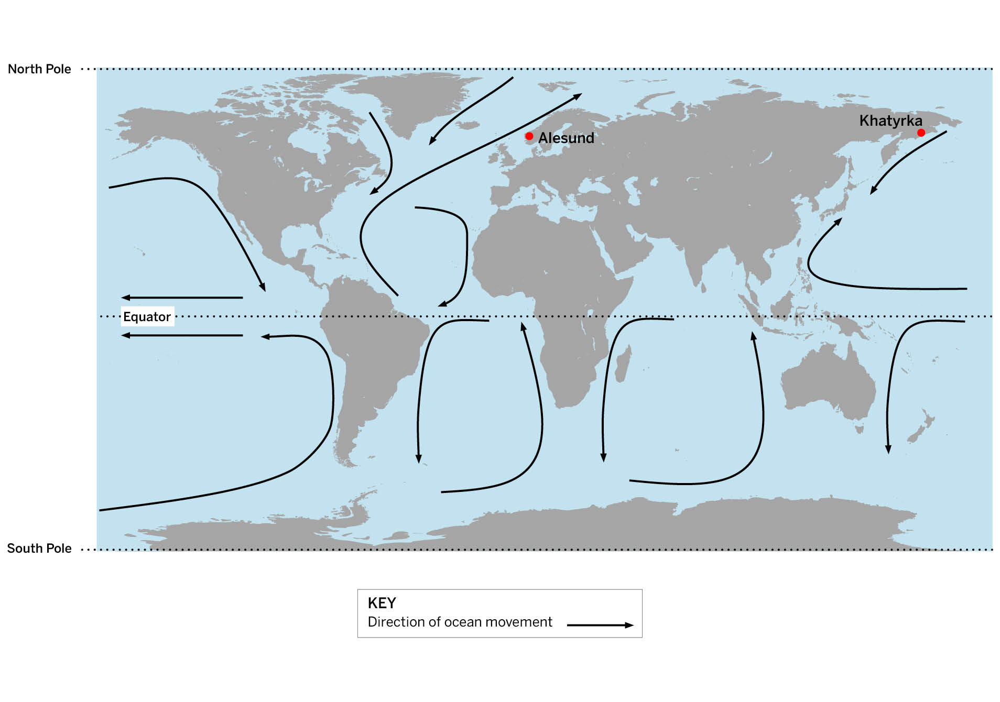 North Pole
Khatyrka
Alesund
Equator
South Pole
KEY
Direction of ocean movement